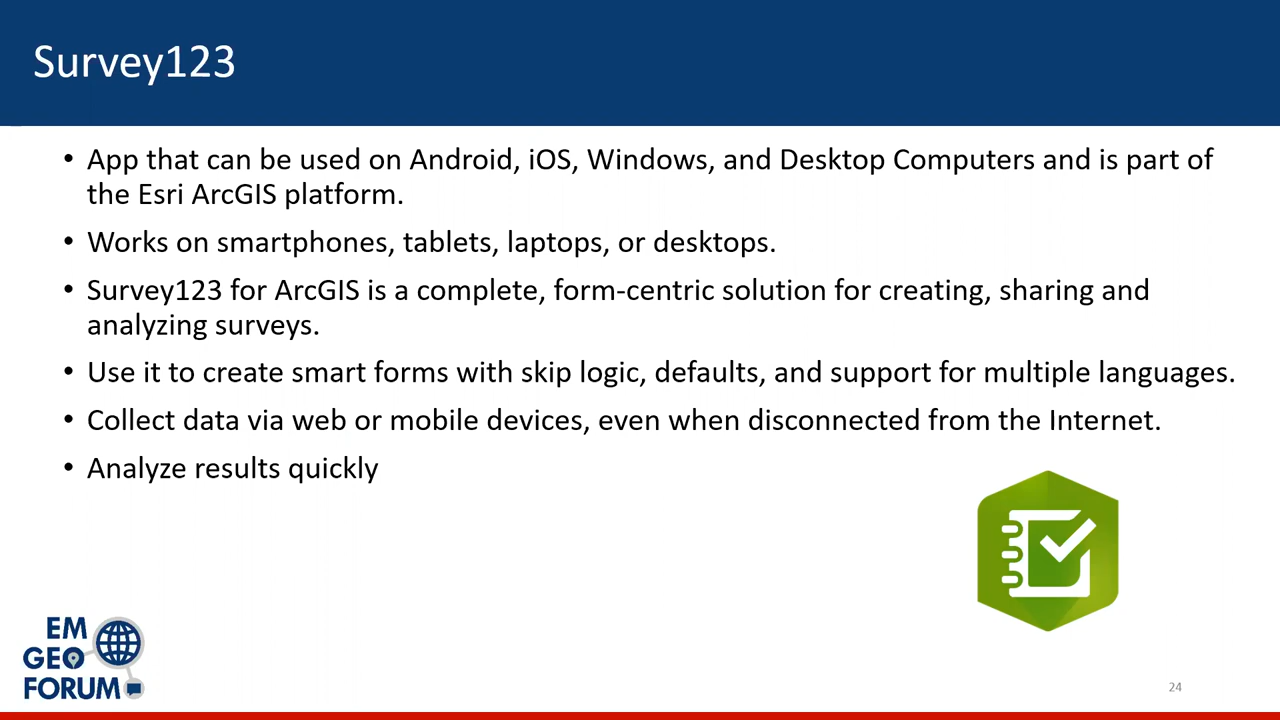 Survey123
• App that can be used on Android, iOS, Windows, and Desktop Computers and is part of
the Esri ArcGIS platform.
• Works on smartphones, tablets, laptops, or desktops.
• Survey123 for ArcGIS is a complete, form-centric solution for creating, sharing and
analyzing surveys.
• Use it to create smart forms with skip logic, defaults, and support for multiple languages.
• Collect data via web or mobile devices, even when disconnected from the Internet.
• Analyze results quickly
EM
GEO
FORUM
24